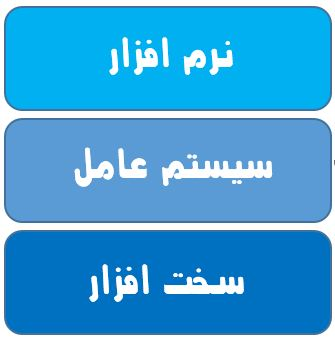 نرم افزار
سیستم عامل
سخت افزار